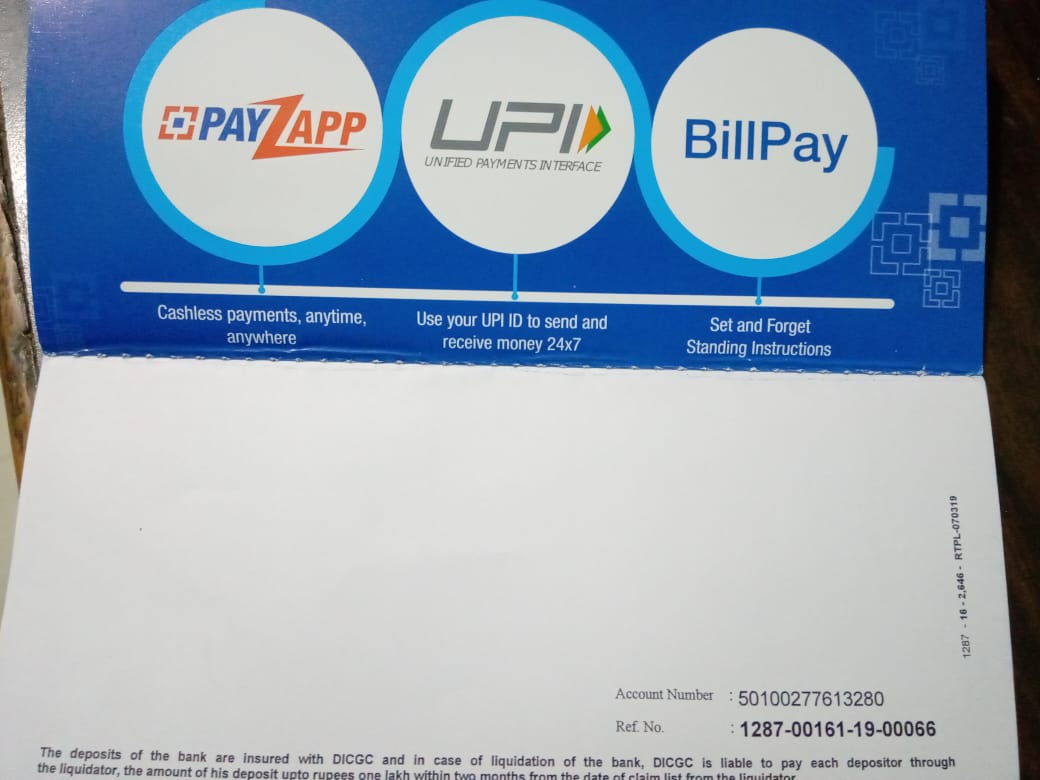 PAYZAPP
UPI
UNIFIED PAYMENTS INTERFACE
BillPay
Cashless payments, anytime,
anywhere
Use your UPI ID to send and
receive money 24x7
Set and Forget
Standing Instructions
1287 - 16 - 2,646 - RTPL-070319
Account Number : 50100277613280
Ref. No. : 1287-00161-19-00066
The deposits of the bank are insured with DICGC and in case of liquidation of the bank, DICGC is liable to pay each depositor through
the liquidator, the amount of his deposit upto rupees one lakh within two months from the date of claim list from the liquidator.